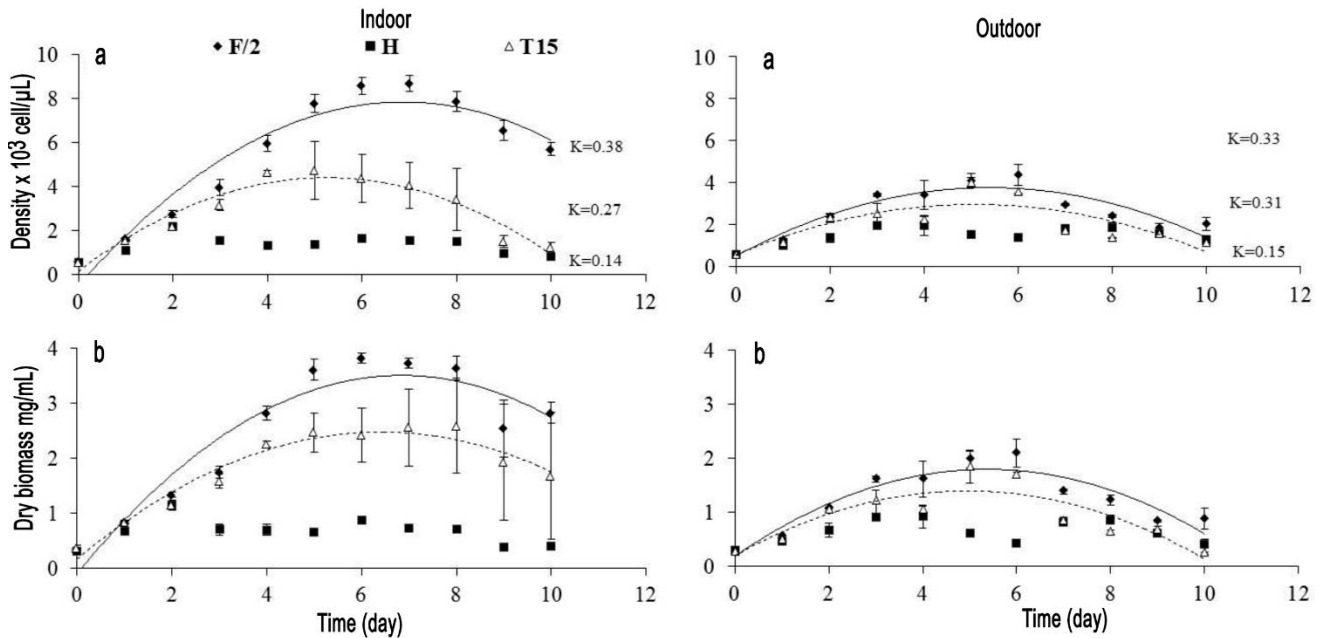 Indoor
a
F/2
H
T15
Density x 10³ cell/µL
10
8
6
4
2
0
K=0.38
K=0.27
K=0.14
0 2 4 6 8 10 12
Outdoor
a
10
8
6
4
2
0
K=0.33
K=0.31
K=0.15
0 2 4 6 8 10 12
b
Dry biomass mg/mL
4
3
2
1
0
0 2 4 6 8 10 12
Time (day)
b
4
3
2
1
0
0 2 4 6 8 10 12
Time (day)